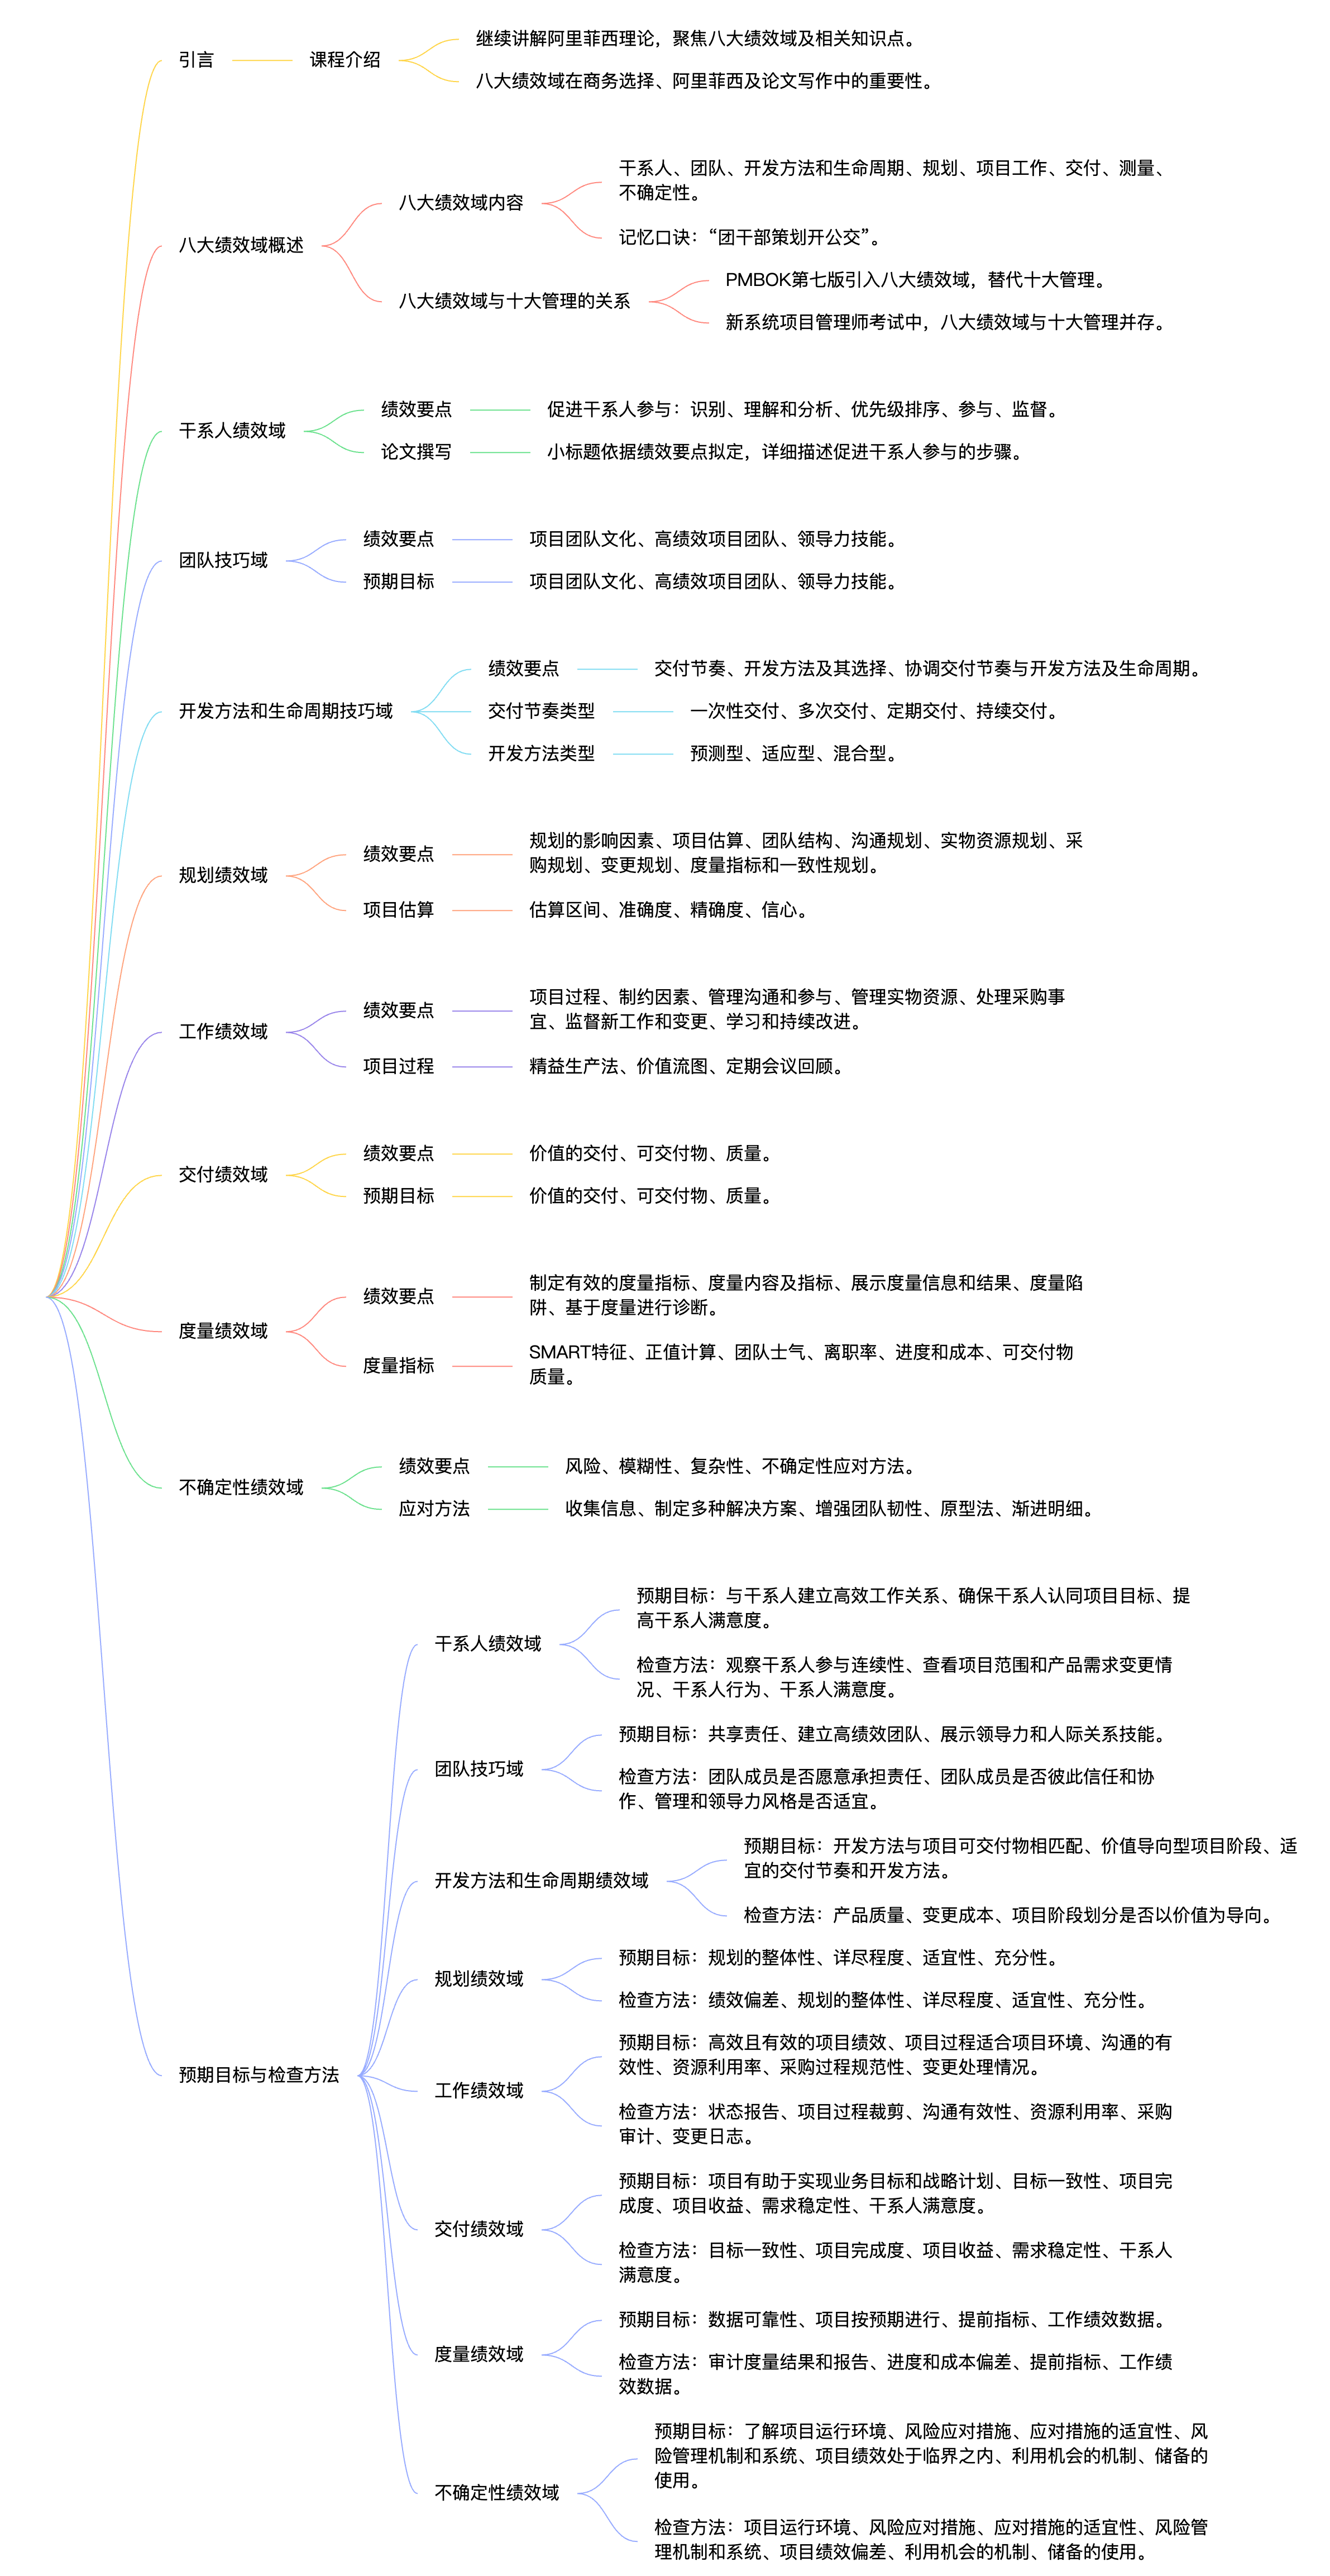 引言
课程介绍
继续讲解阿里菲西理论，聚焦八大绩效域及相关知识点。
八大绩效域在商务选择、阿里菲西及论文写作中的重要性。
八大绩效域概述
八大绩效域内容
干系人、团队、开发方法和生命周期、规划、项目工作、交付、测量、
不确定性。
记忆口诀：“团干部策划开公交”。
八大绩效域与十大管理的关系
PMBOK第七版引入八大绩效域，替代十大管理。
新系统项目管理师考试中，八大绩效域与十大管理并存。
干系人绩效域
绩效要点
促进干系人参与：识别、理解和分析、优先级排序、参与、监督。
论文撰写
小标题依据绩效要点拟定，详细描述促进干系人参与的步骤。
团队技巧域
绩效要点
项目团队文化、高绩效项目团队、领导力技能。
预期目标
项目团队文化、高绩效项目团队、领导力技能。
开发方法和生命周期技巧域
绩效要点
交付节奏、开发方法及其选择、协调交付节奏与开发方法及生命周期。
交付节奏类型
一次性交付、多次交付、定期交付、持续交付。
开发方法类型
预测型、适应型、混合型。
规划绩效域
绩效要点
规划的影响因素、项目估算、团队结构、沟通规划、实物资源规划、采
购规划、变更规划、度量指标和一致性规划。
项目估算
估算区间、准确度、精确度、信心。
工作绩效域
绩效要点
项目过程、制约因素、管理沟通和参与、管理实物资源、处理采购事
宜、监督新工作和变更、学习和持续改进。
项目过程
精益生产法、价值流图、定期会议回顾。
交付绩效域
绩效要点
价值的交付、可交付物、质量。
预期目标
价值的交付、可交付物、质量。
度量绩效域
绩效要点
制定有效的度量指标、度量内容及指标、展示度量信息和结果、度量陷
阱、基于度量进行诊断。
度量指标
SMART特征、正值计算、团队士气、离职率、进度和成本、可交付物
质量。
不确定性绩效域
绩效要点
风险、模糊性、复杂性、不确定性应对方法。
应对方法
收集信息、制定多种解决方案、增强团队韧性、原型法、渐进明细。
预期目标与检查方法
干系人绩效域
预期目标：与干系人建立高效工作关系、确保干系人认同项目目标、提
高干系人满意度。
检查方法：观察干系人参与连续性、查看项目范围和产品需求变更情
况、干系人行为、干系人满意度。
团队技巧域
预期目标：共享责任、建立高绩效团队、展示领导力和人际关系技能。
检查方法：团队成员是否愿意承担责任、团队成员是否彼此信任和协
作、管理和领导力风格是否适宜。
开发方法和生命周期绩效域
预期目标：开发方法与项目可交付物相匹配、价值导向型项目阶段、适
宜的交付节奏和开发方法。
检查方法：产品质量、变更成本、项目阶段划分是否以价值为导向。
规划绩效域
预期目标：规划的整体性、详尽程度、适宜性、充分性。
检查方法：绩效偏差、规划的整体性、详尽程度、适宜性、充分性。
工作绩效域
预期目标：高效且有效的项目绩效、项目过程适合项目环境、沟通的有
效性、资源利用率、采购过程规范性、变更处理情况。
检查方法：状态报告、项目过程裁剪、沟通有效性、资源利用率、采购
审计、变更日志。
交付绩效域
预期目标：项目有助于实现业务目标和战略计划、目标一致性、项目完
成度、项目收益、需求稳定性、干系人满意度。
检查方法：目标一致性、项目完成度、项目收益、需求稳定性、干系人
满意度。
度量绩效域
预期目标：数据可靠性、项目按预期进行、提前指标、工作绩效数据。
检查方法：审计度量结果和报告、进度和成本偏差、提前指标、工作绩
效数据。
不确定性绩效域
预期目标：了解项目运行环境、风险应对措施、应对措施的适宜性、风
险管理机制和系统、项目绩效处于临界之内、利用机会的机制、储备的
使用。
检查方法：项目运行环境、风险应对措施、应对措施的适宜性、风险管
理机制和系统、项目绩效偏差、利用机会的机制、储备的使用。